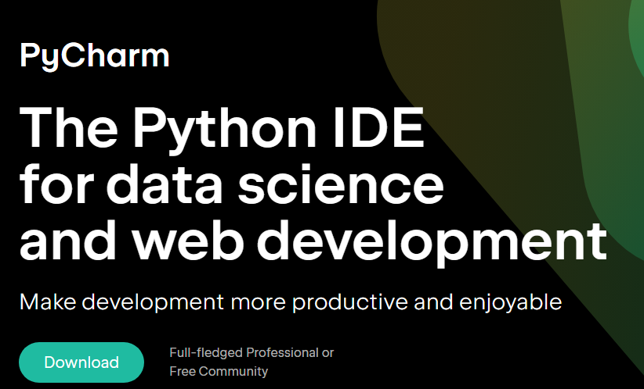 PyCharm
The Python IDE
for data science
and web development
Make development more productive and enjoyable
Download
Full-fledged Professional or
Free Community